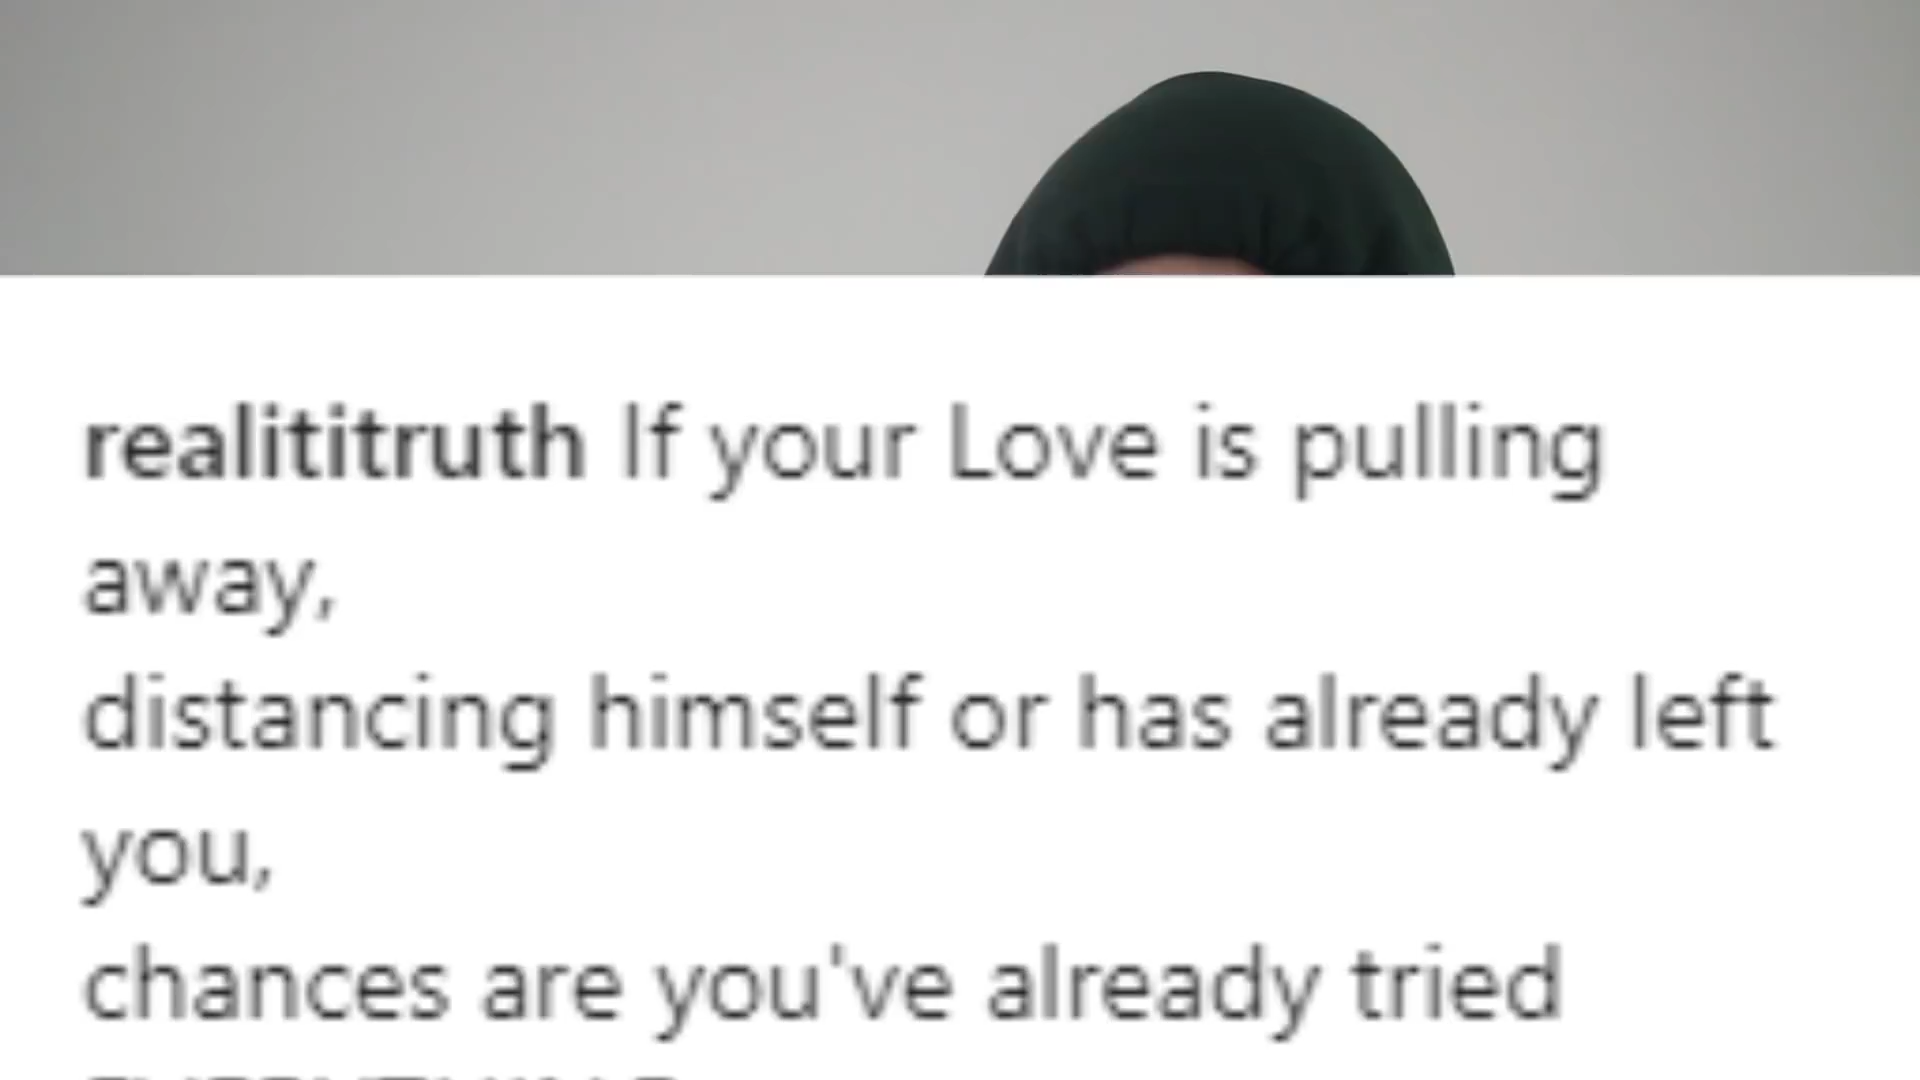 realititruth If your Love is pulling
away,
distancing himself or has already left
you,
chances are you've already tried